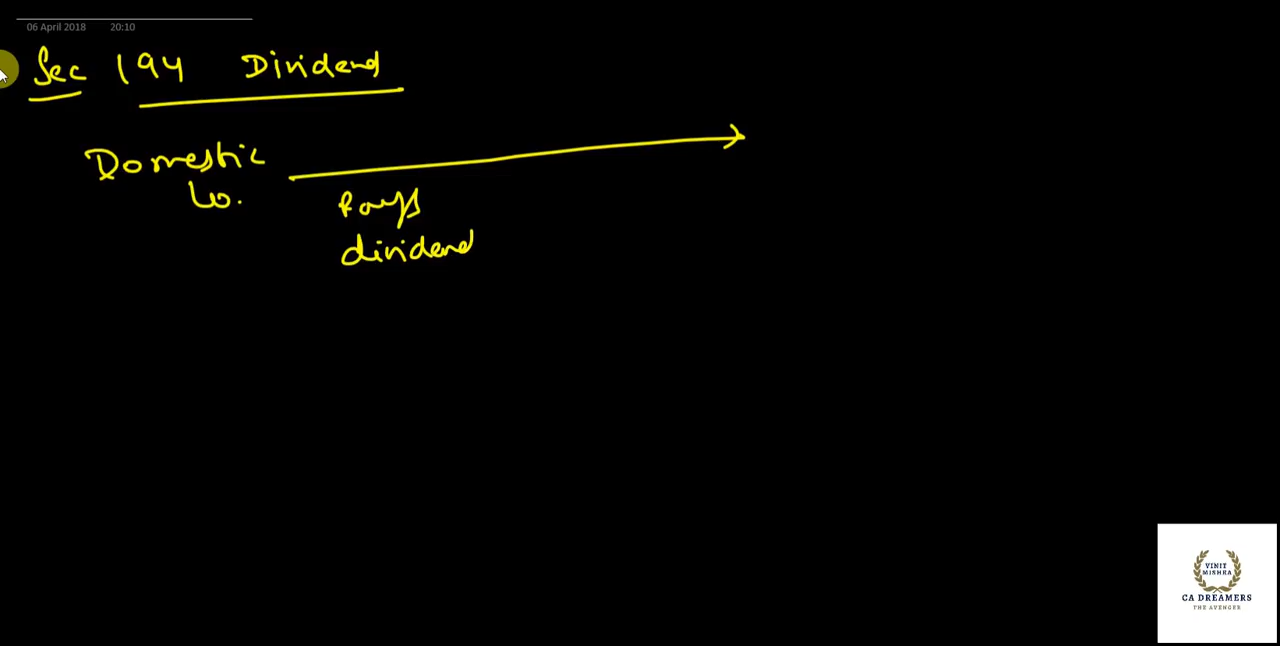 06 April 2018 20:10
Sec 194 Dividend
Domestic
Co.
Pays
dividend
VINIT
MISHRA
CA DREAMERS
THE AVENGER